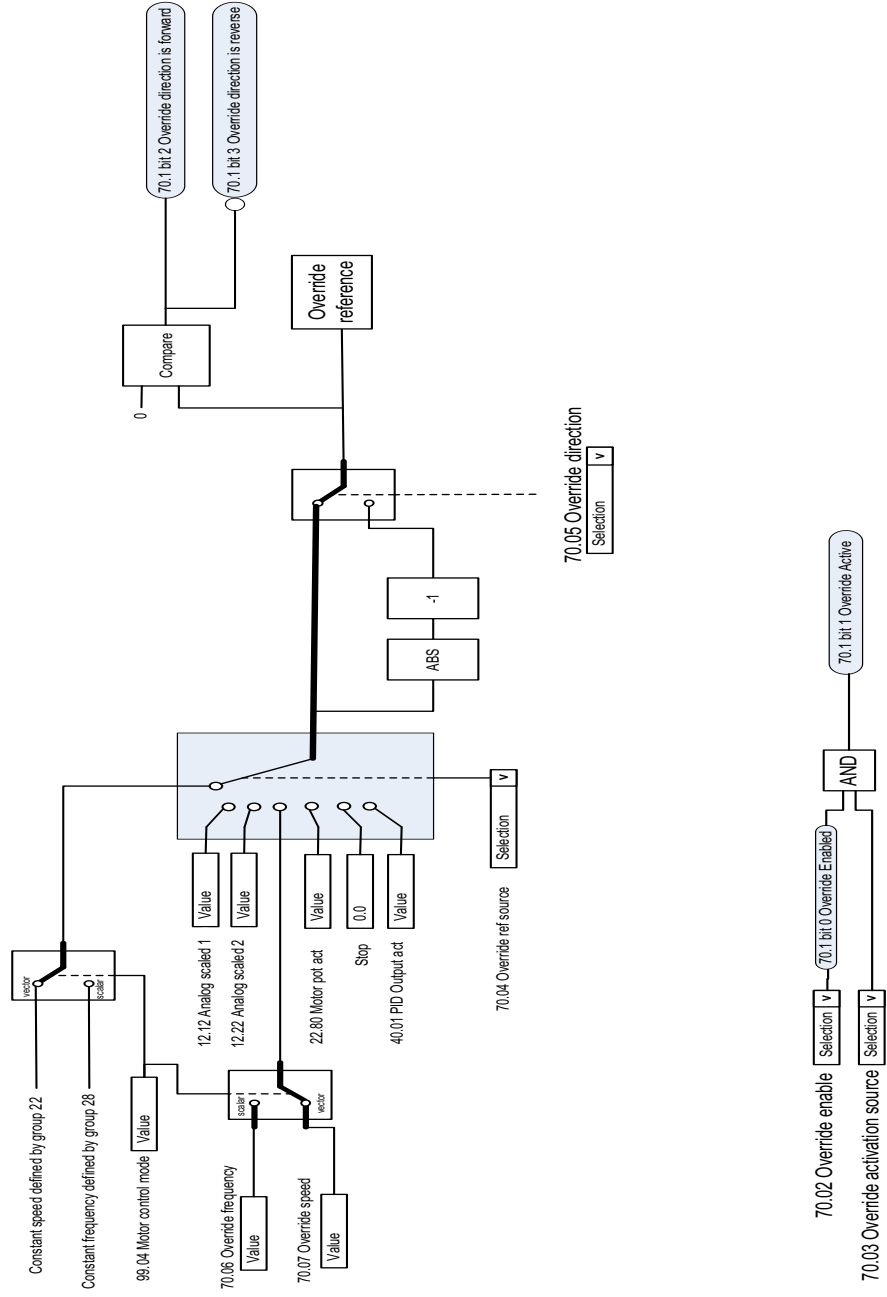 Constant speed defined by group 22
Constant frequency defined by group 28
99.04 Motor control mode
Value
vector
scalar
70.06 Override frequency
Value
70.07 Override speed
Value
scalar
vector
12.12 Analog scaled 1
Value
12.22 Analog scaled 2
Value
22.80 Motor pot act
Value
Stop
0.0
40.01 PID Output act
Value
70.04 Override ref source
Selection
v
ABS
-1
70.05 Override direction
Selection
v
0
Compare
Override
reference
70.1 bit 2 Override direction is forward
70.1 bit 3 Override direction is reverse
70.02 Override enable
Selection
v
70.1 bit 0 Override Enabled
70.03 Override activation source
Selection
v
AND
70.1 bit 1 Override Active